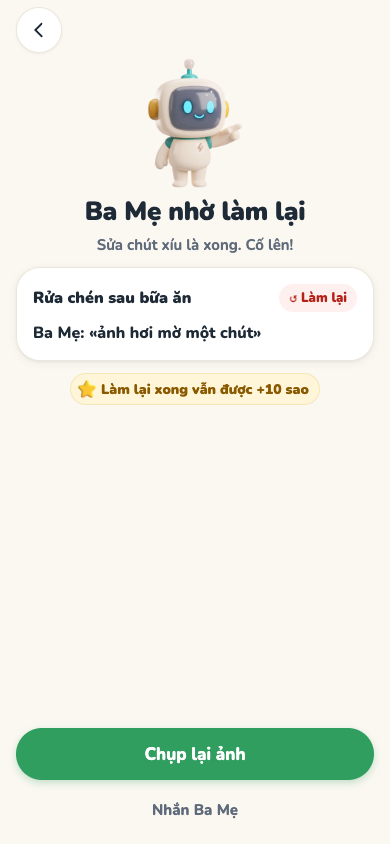 Ba Mẹ nhờ làm lại
Sửa chút xíu là xong. Cố lên!
Rửa chén sau bữa ăn
↺ Làm lại
Ba Mẹ: «ảnh hơi mờ một chút»
Làm lại xong vẫn được +10 sao
Chụp lại ảnh
Nhắn Ba Mẹ